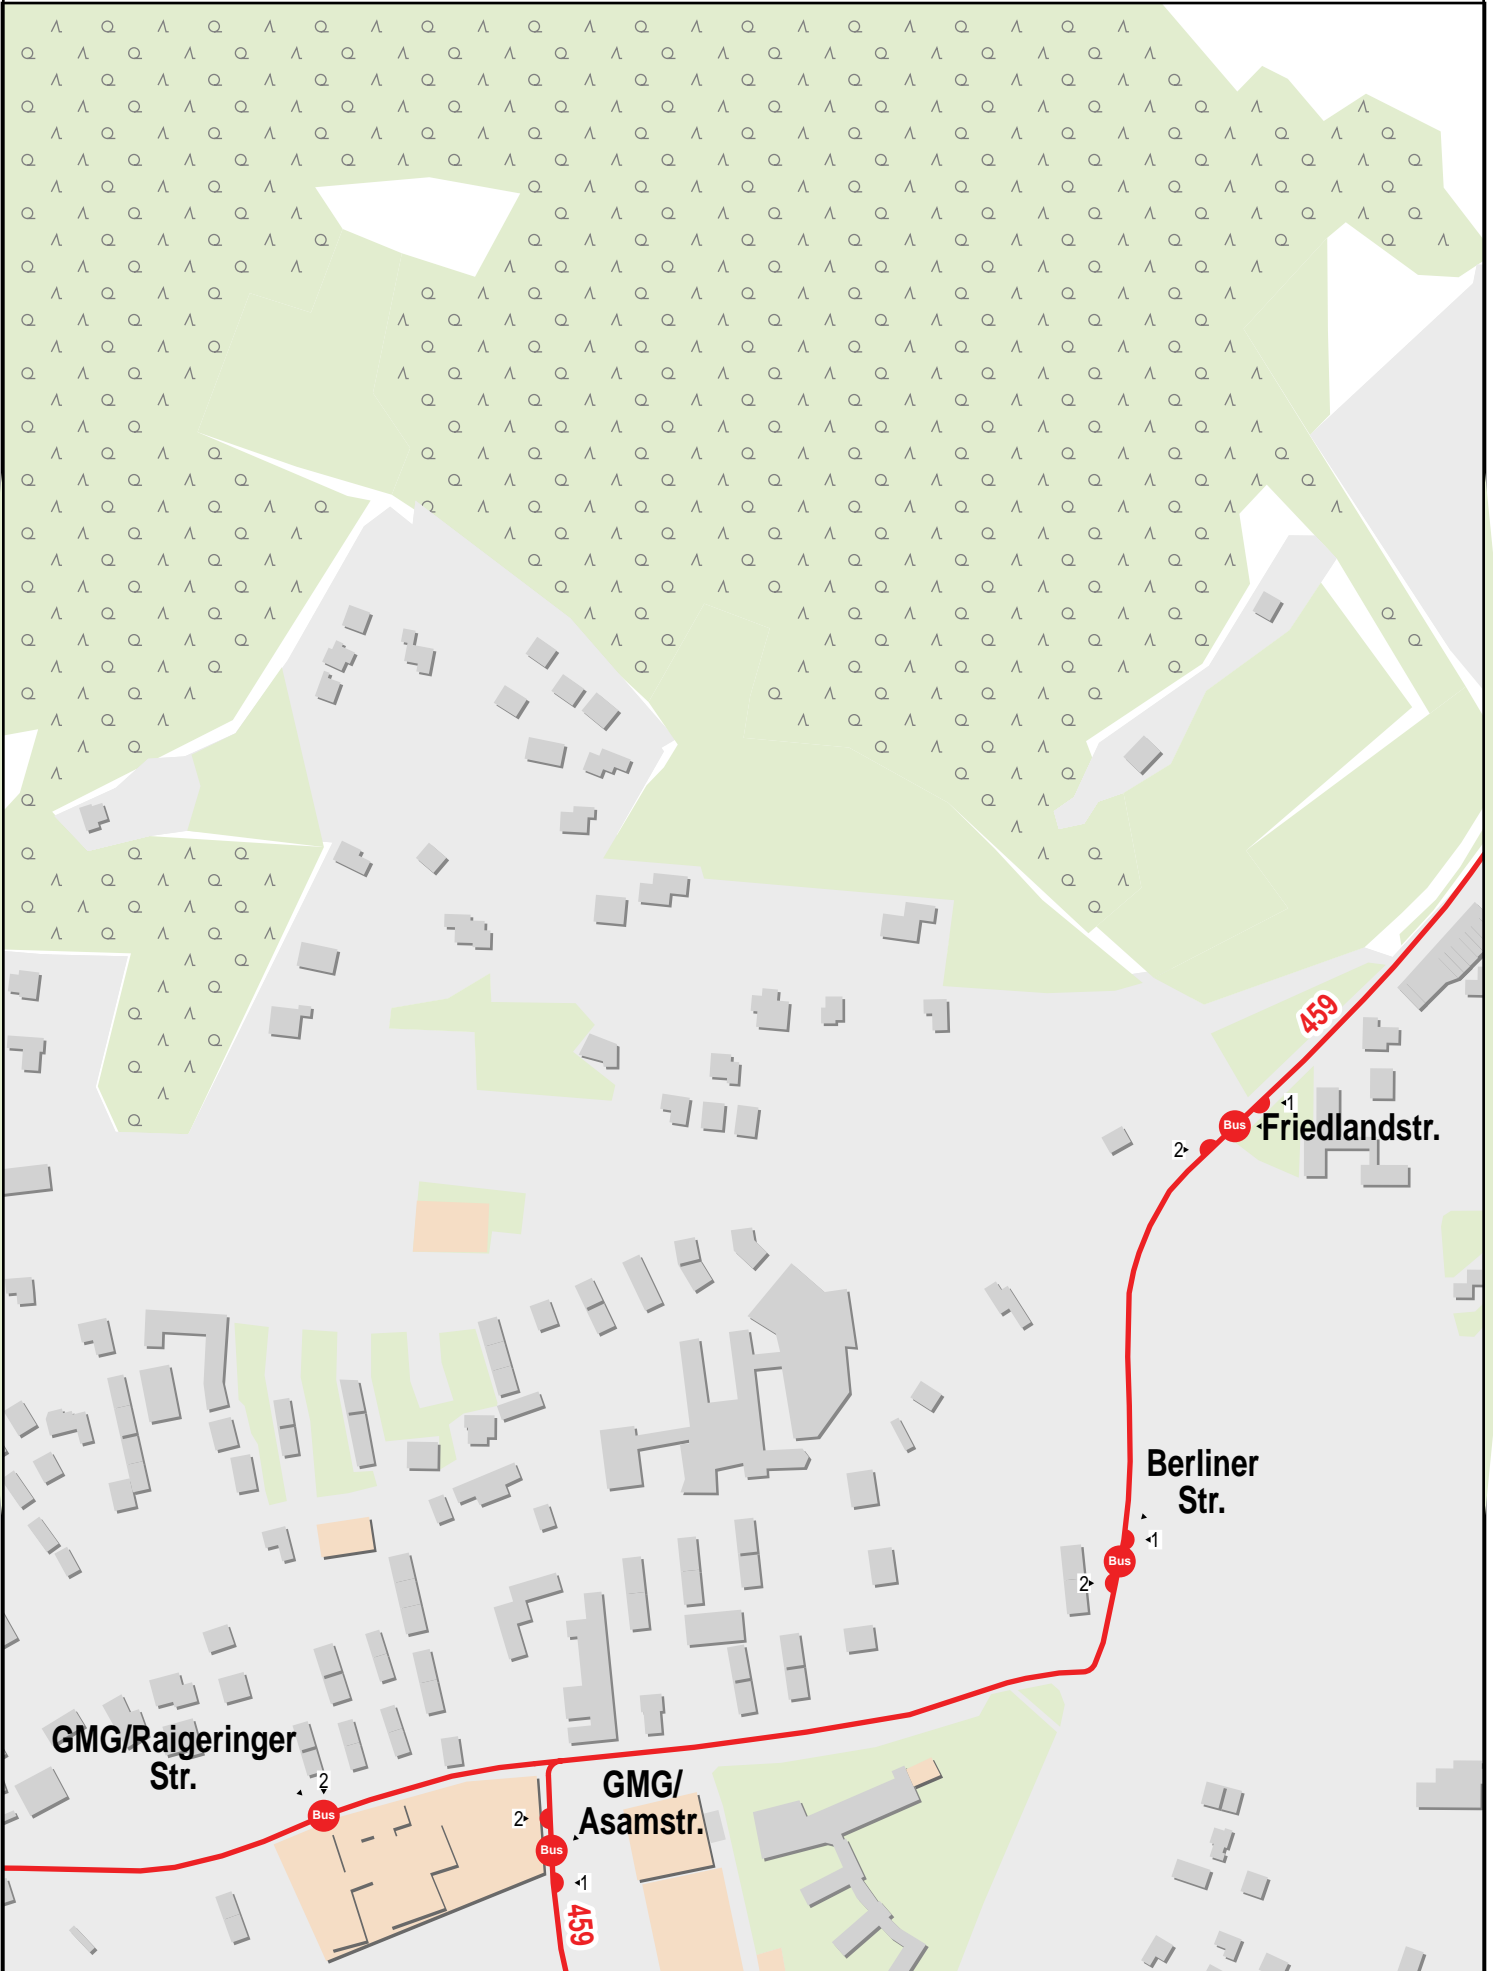 459
1
Bus
Friedlandstr.
2
Berliner
Str.
1
Bus
2
GMG/Raigeringer
Str.
2
Bus
GMG/
Asamstr.
2
Bus
1
459